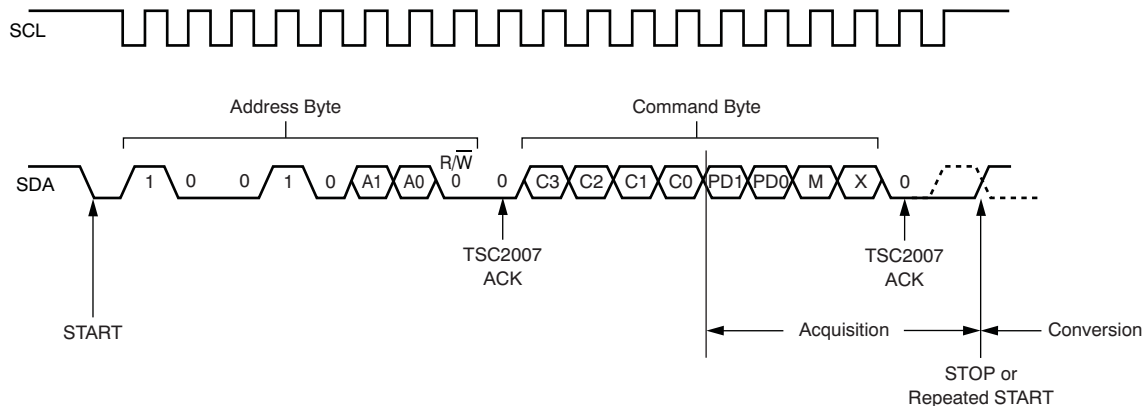 SCL
Address Byte
Command Byte
R/W
SDA
1 0 0 1 0 A1 A0 0 0 C3 C2 C1 C0 PD1 PD0 M X 0
TSC2007
ACK
TSC2007
ACK
START
Acquisition
Conversion
STOP or
Repeated START